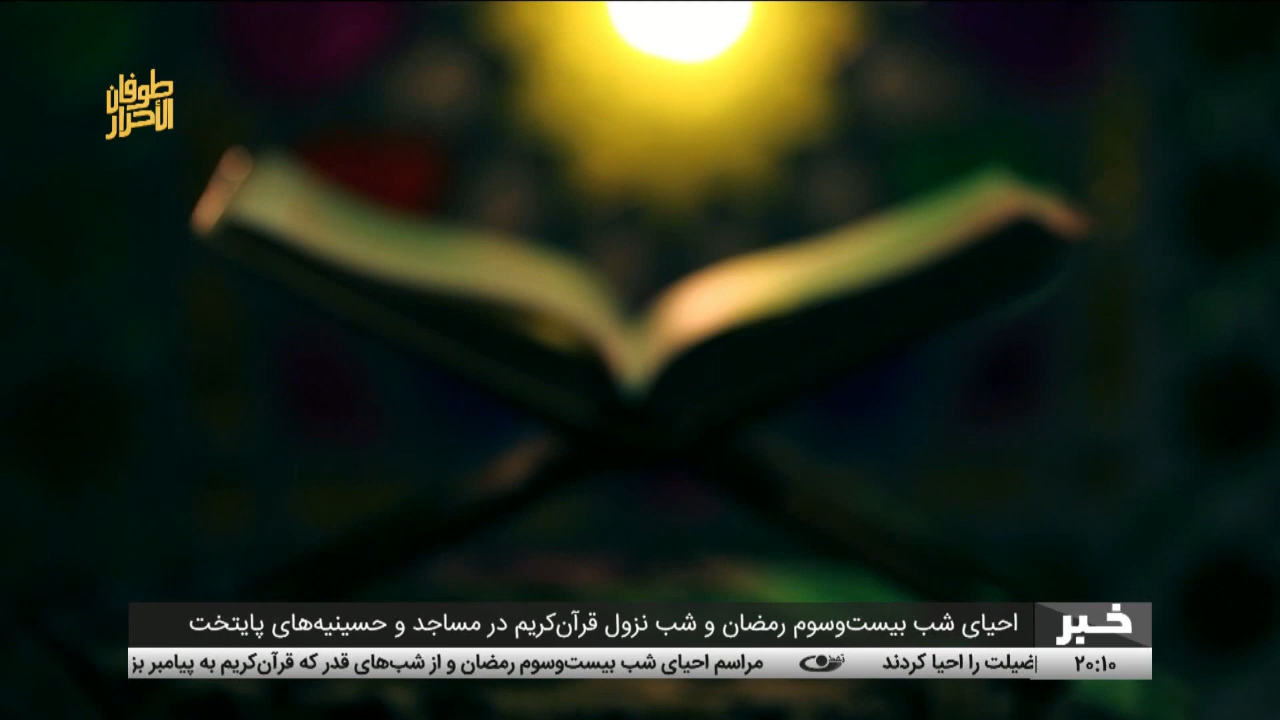 طوفان
الأحرار
خبر
احیای شب بیست‌وسوم رمضان و شب نزول قرآن‌کریم در مساجد و حسینیه‌های پایتخت
۲۰:۱۰
ضیلت را احیا کردند مراسم احیای شب بیست‌وسوم رمضان و از شب‌های قدر که قرآن‌کریم به پیامبر بز